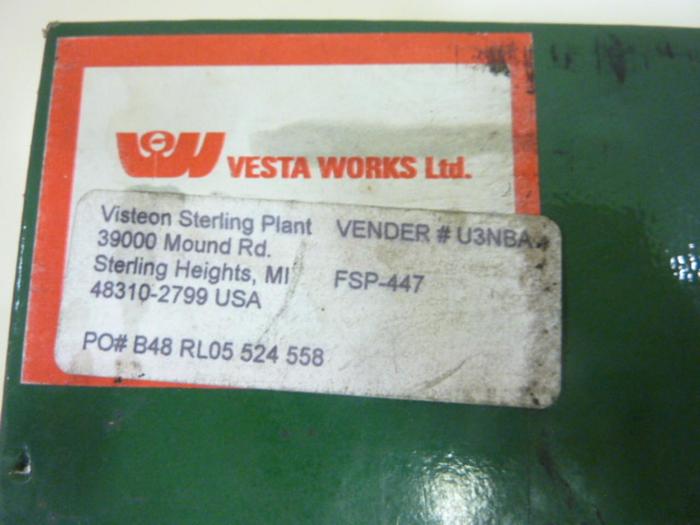 VESTA WORKS Ltd.
Visteon Sterling Plant
39000 Mound Rd.
Sterling Heights, MI
48310-2799 USA
VENDER # U3NBA
FSP-447
PO# B48 RL05 524 558